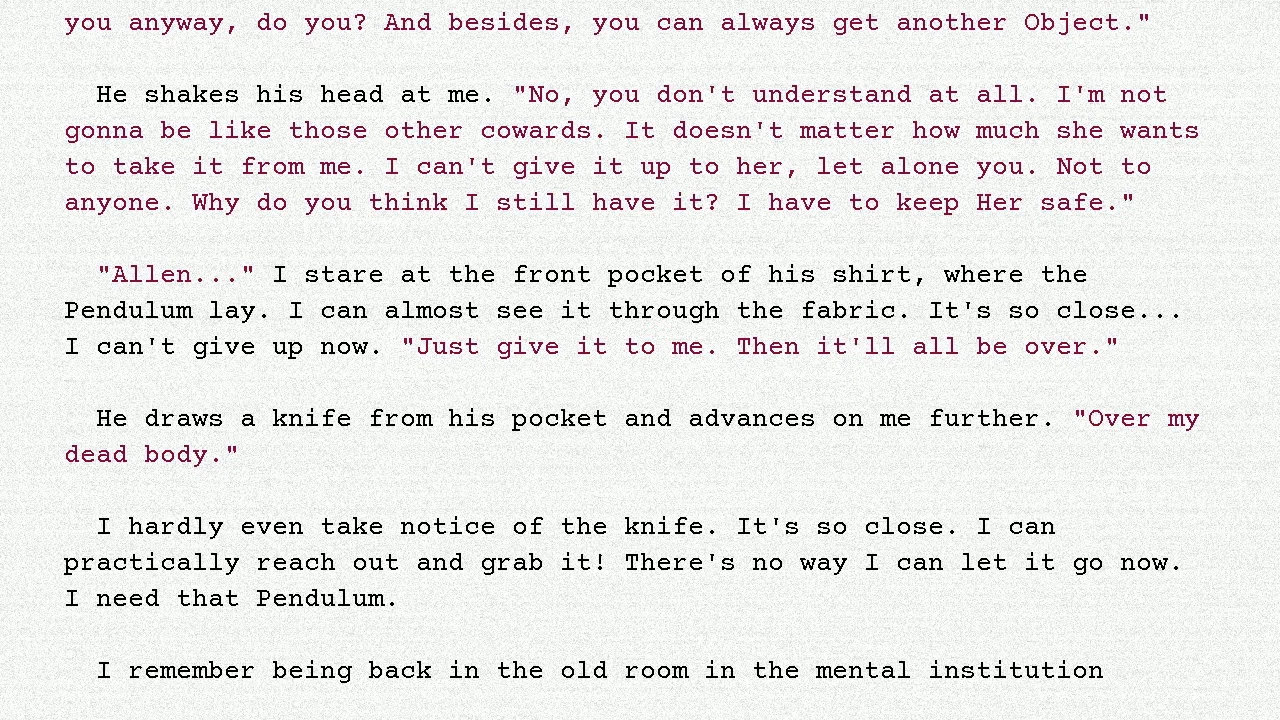 you anyway, do you? And besides, you can always get another Object."
He shakes his head at me. "No, you don't understand at all. I'm not
gonna be like those other cowards. It doesn't matter how much she wants
to take it from me. I can't give it up to her, let alone you. Not to
anyone. Why do you think I still have it? I have to keep Her safe."
"Allen..." I stare at the front pocket of his shirt, where the
Pendulum lay. I can almost see it through the fabric. It's so close...
I can't give up now. "Just give it to me. Then it'll all be over."
He draws a knife from his pocket and advances on me further. "Over my
dead body."
I hardly even take notice of the knife. It's so close. I can
practically reach out and grab it! There's no way I can let it go now.
I need that Pendulum.
I remember being back in the old room in the mental institution